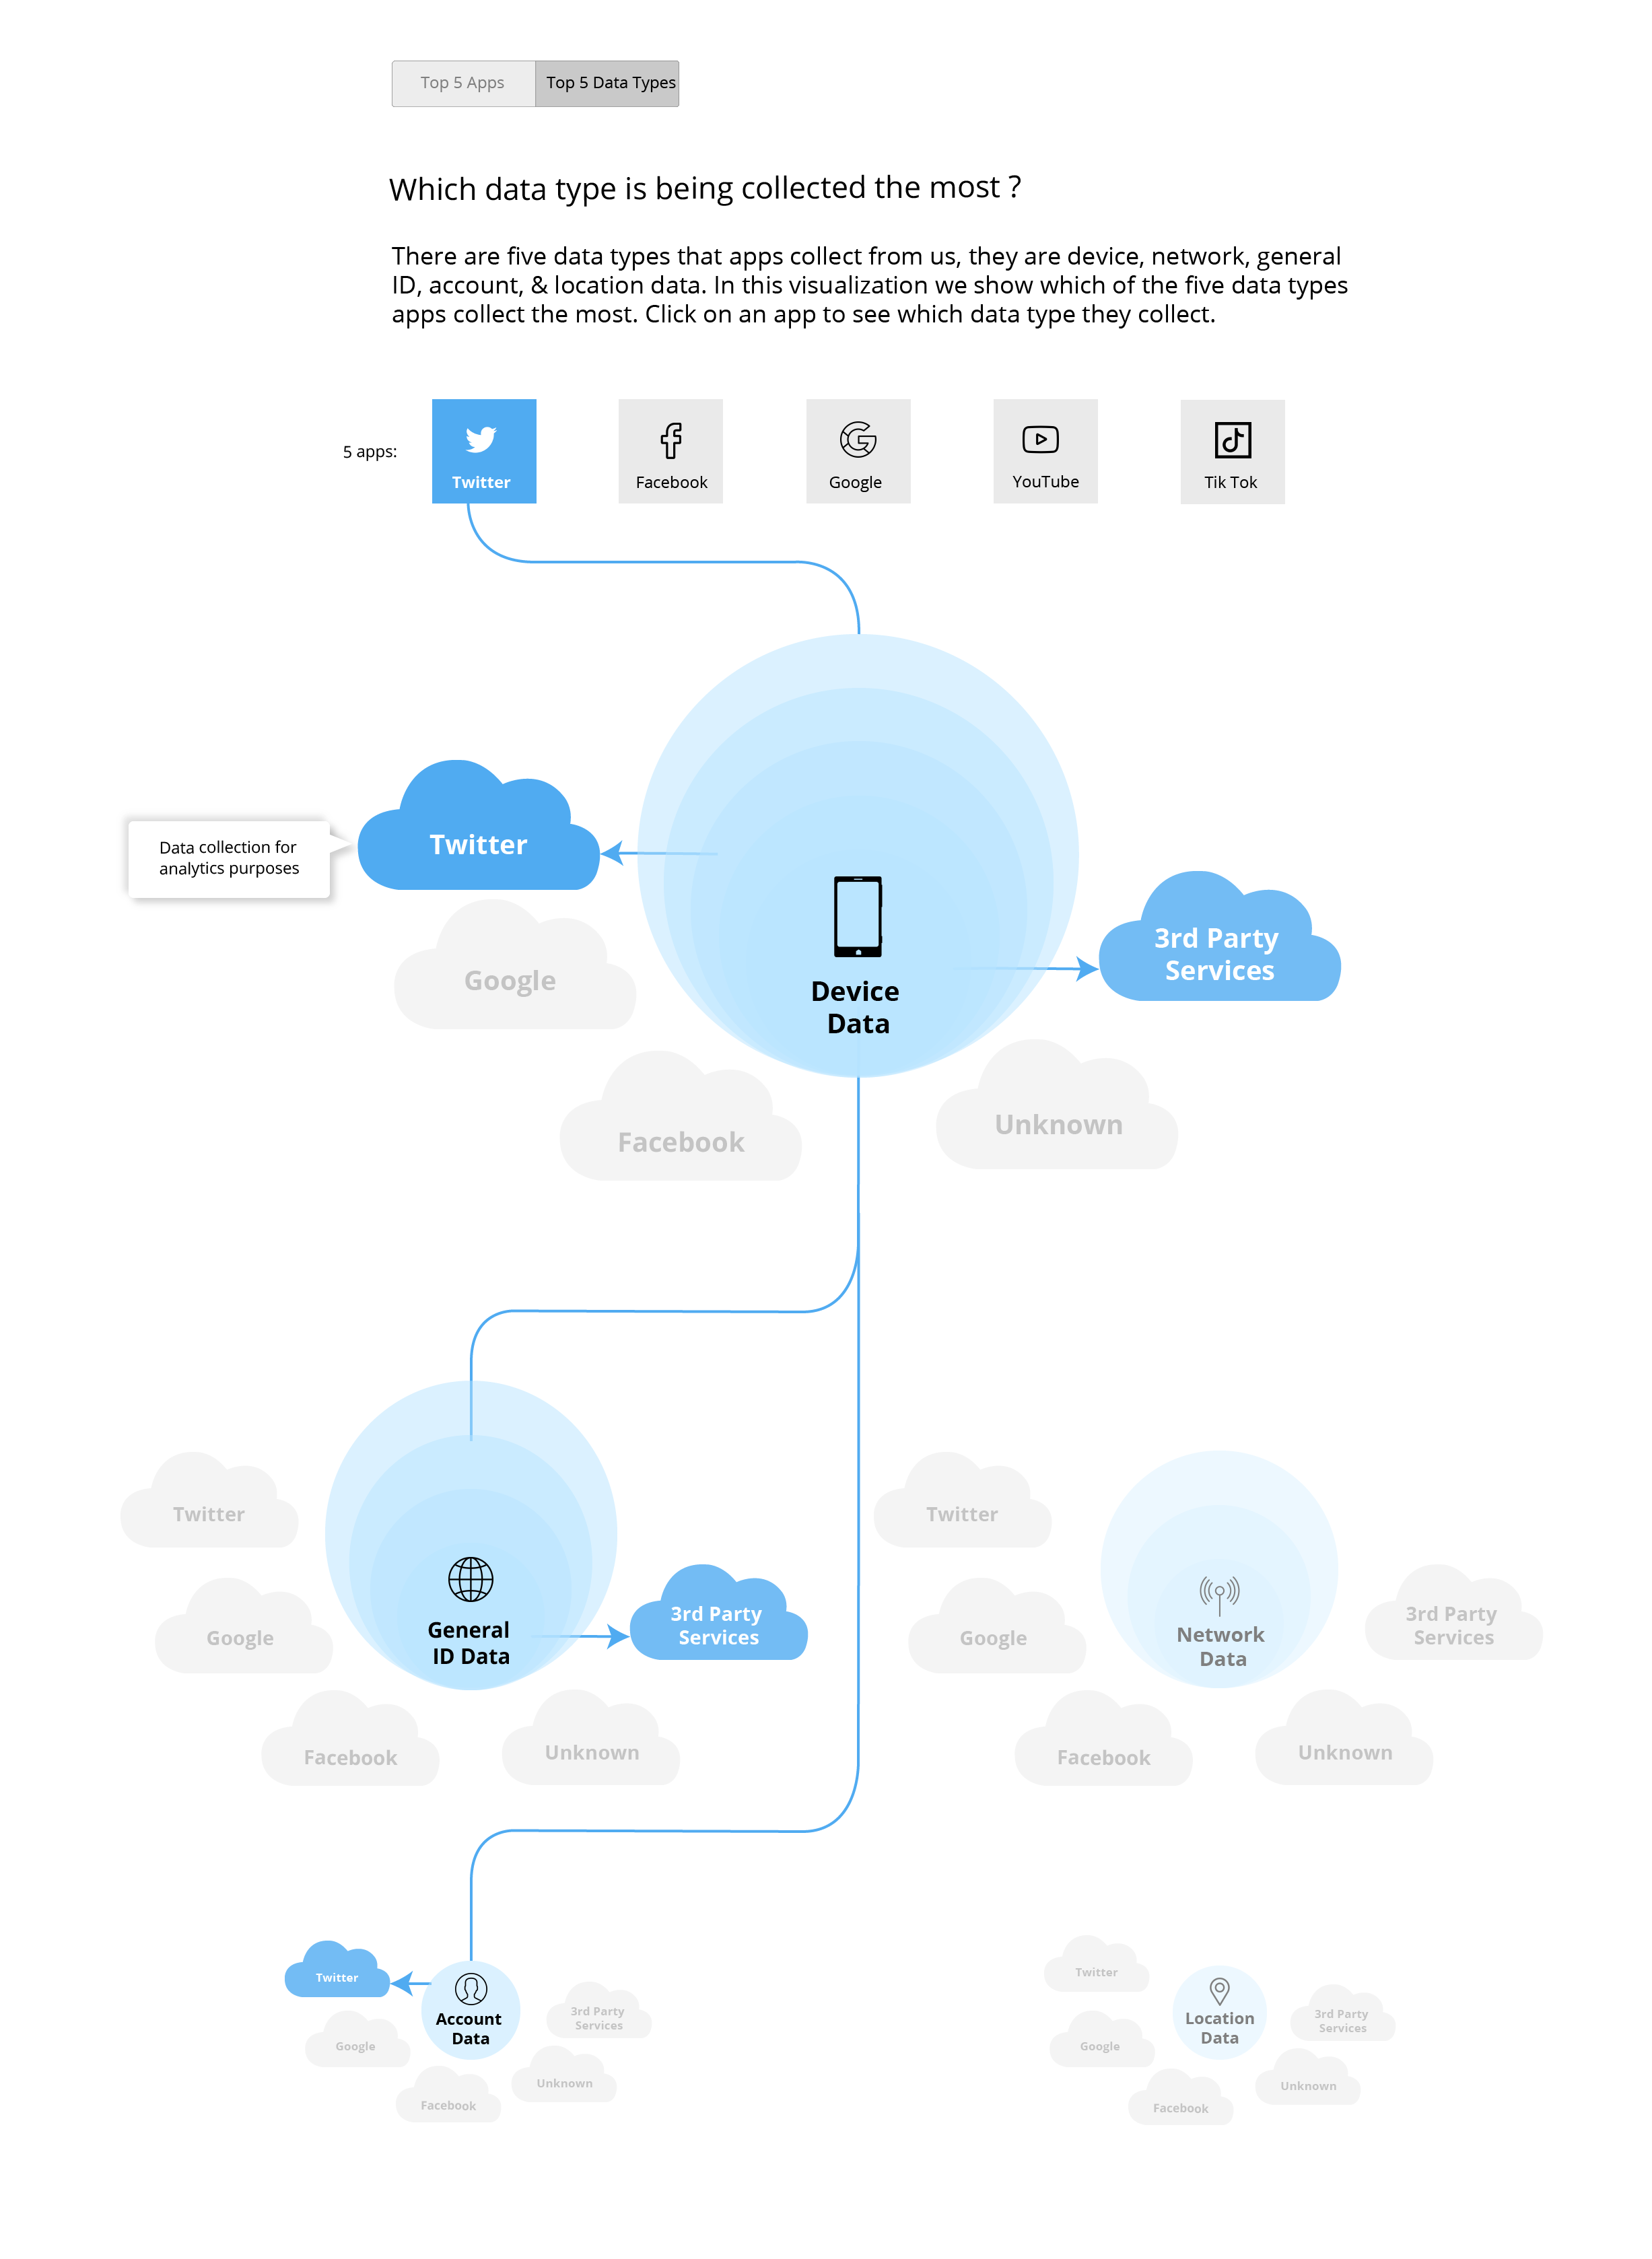 Top 5 Apps
Top 5 Data Types
Which data type is being collected the most ?
There are five data types that apps collect from us, they are device, network, general
ID, account, & location data. In this visualization we show which of the five data types
apps collect the most. Click on an app to see which data type they collect.
5 apps:
Twitter
Facebook
Google
YouTube
Tik Tok
Twitter
Data collection for
analytics purposes
3rd Party
Services
Google
Device
Data
Facebook
Unknown
Twitter
Google
General
ID Data
3rd Party
Services
Facebook
Unknown
Twitter
Google
Network
Data
3rd Party
Services
Facebook
Unknown
Twitter
Google
Account
Data
3rd Party
Services
Facebook
Unknown
Twitter
Google
Location
Data
3rd Party
Services
Facebook
Unknown